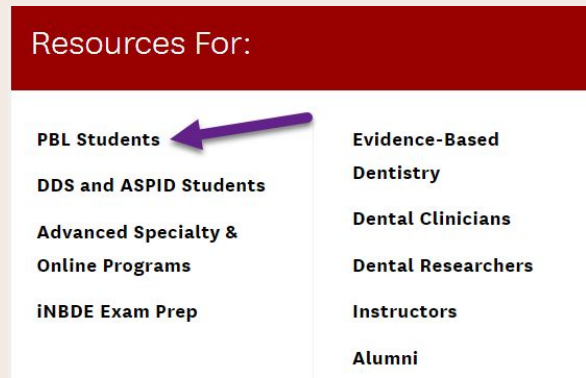 Resources For:
PBL Students
DDS and ASPID Students
Advanced Specialty &
Online Programs
iNBDE Exam Prep
Evidence-Based
Dentistry
Dental Clinicians
Dental Researchers
Instructors
Alumni